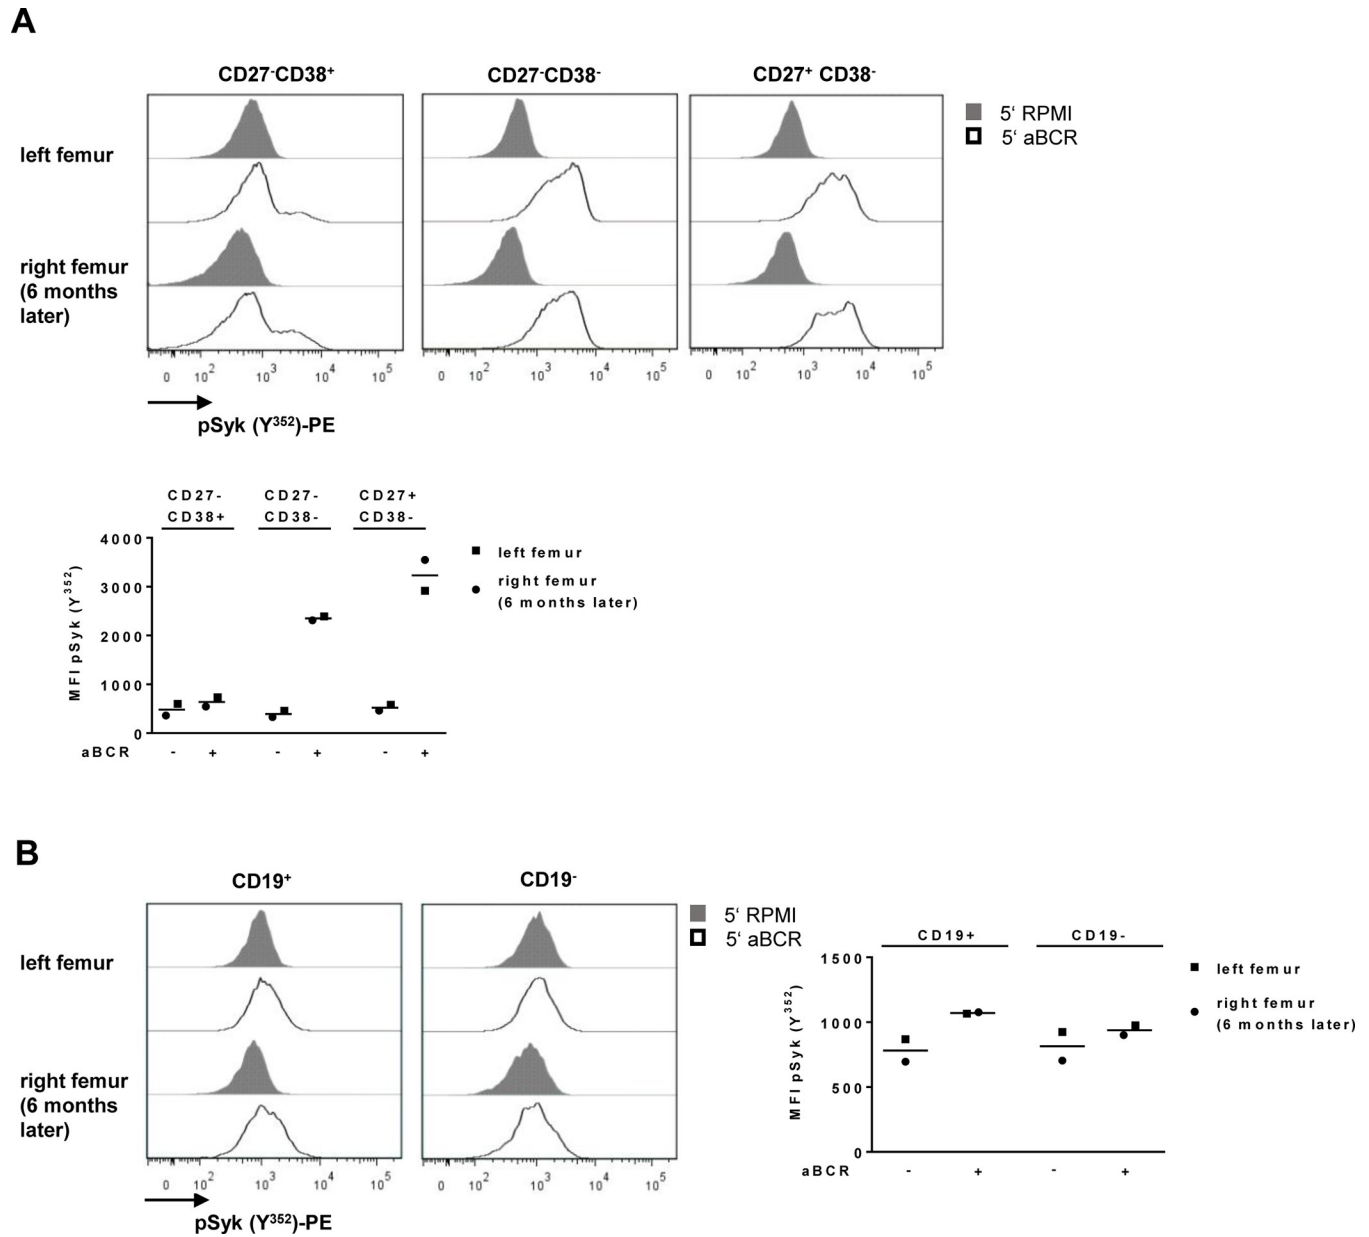 A
CD27-CD38+
CD27-CD38-
CD27+ CD38-
5‘ RPMI
5‘ aBCR
left femur
right femur
(6 months
later)
0 10² 10³ 10⁴ 10⁵
0 10² 10³ 10⁴ 10⁵
0 10² 10³ 10⁴ 10⁵
pSyk (Y³⁵²)-PE
CD27- CD27- CD27+
CD38+ CD38- CD38-
4000
3000
2000
1000
0
MFI pSyk (Y³⁵²)
left femur
right femur
(6 months later)
aBCR - + - + - +
B
CD19+
CD19-
5‘ RPMI
5‘ aBCR
left femur
right femur
(6 months
later)
0 10² 10³ 10⁴ 10⁵
0 10² 10³ 10⁴ 10⁵
pSyk (Y³⁵²)-PE
CD19+ CD19-
1500
1000
500
0
MFI pSyk (Y³⁵²)
left femur
right femur
(6 months later)
aBCR - + - +